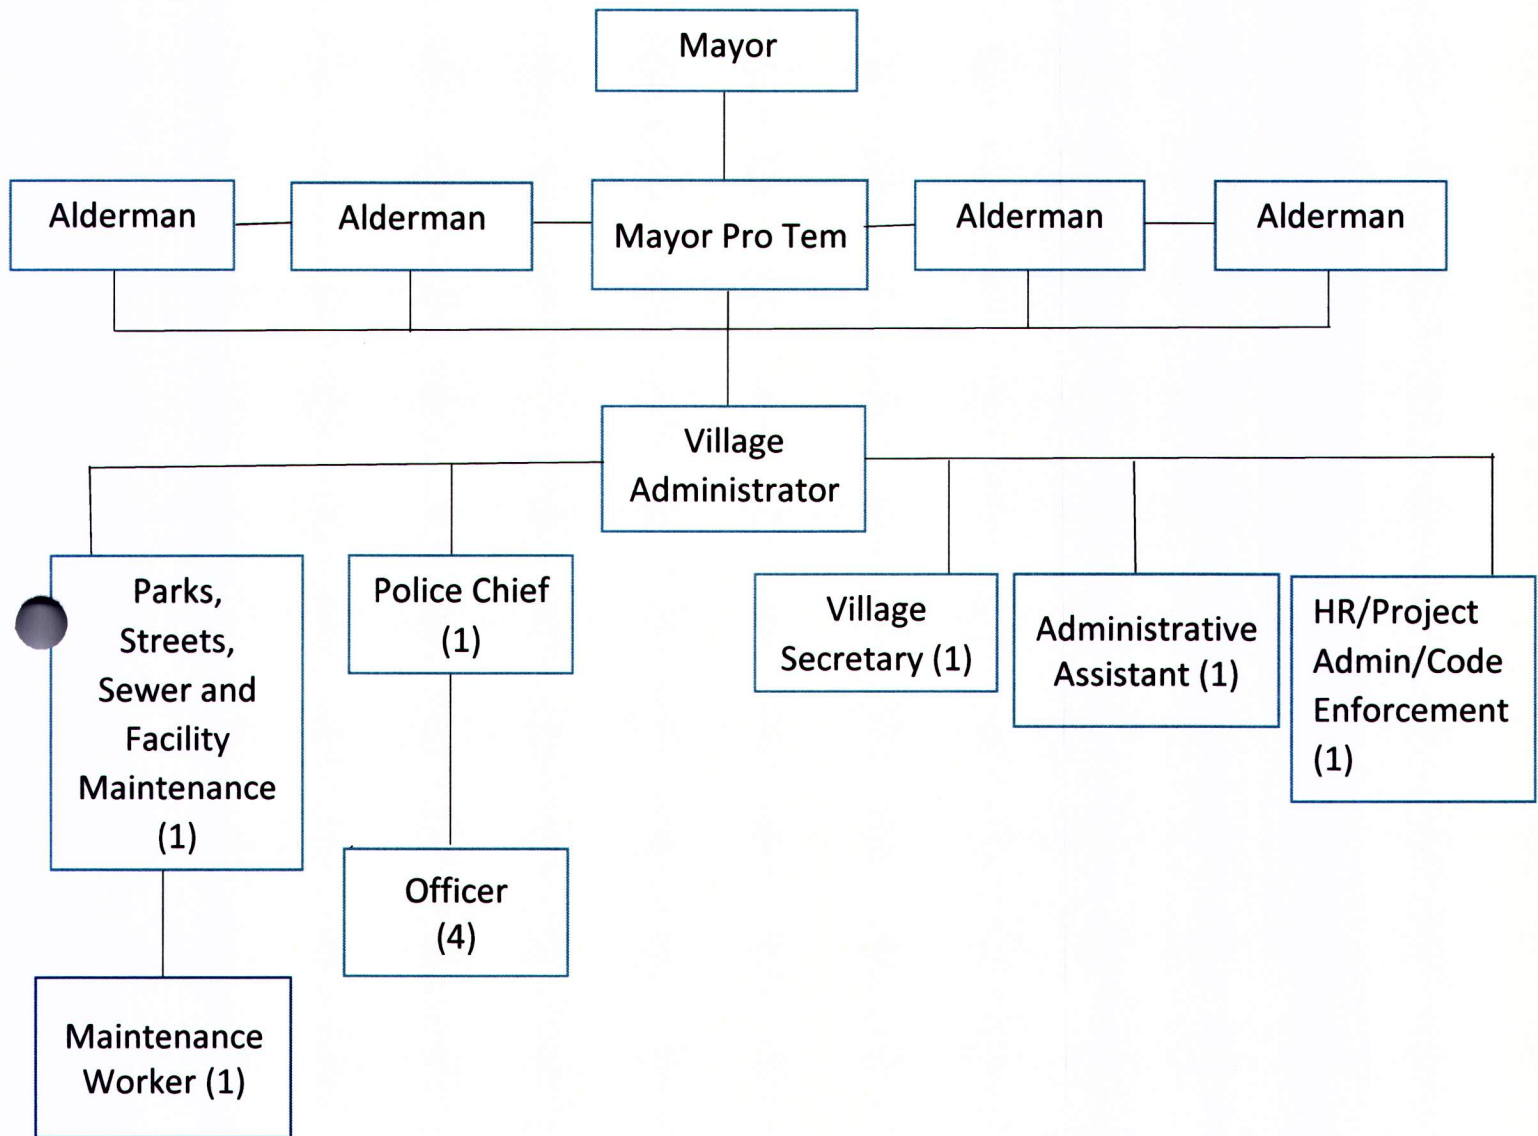 Mayor
Alderman
Alderman
Mayor Pro Tem
Alderman
Alderman
Village
Administrator
Parks,
Streets,
Sewer and
Facility
Maintenance
(1)
Police Chief
(1)
Village
Secretary (1)
Administrative
Assistant (1)
HR/Project
Admin/Code
Enforcement
(1)
Officer
(4)
Maintenance
Worker (1)